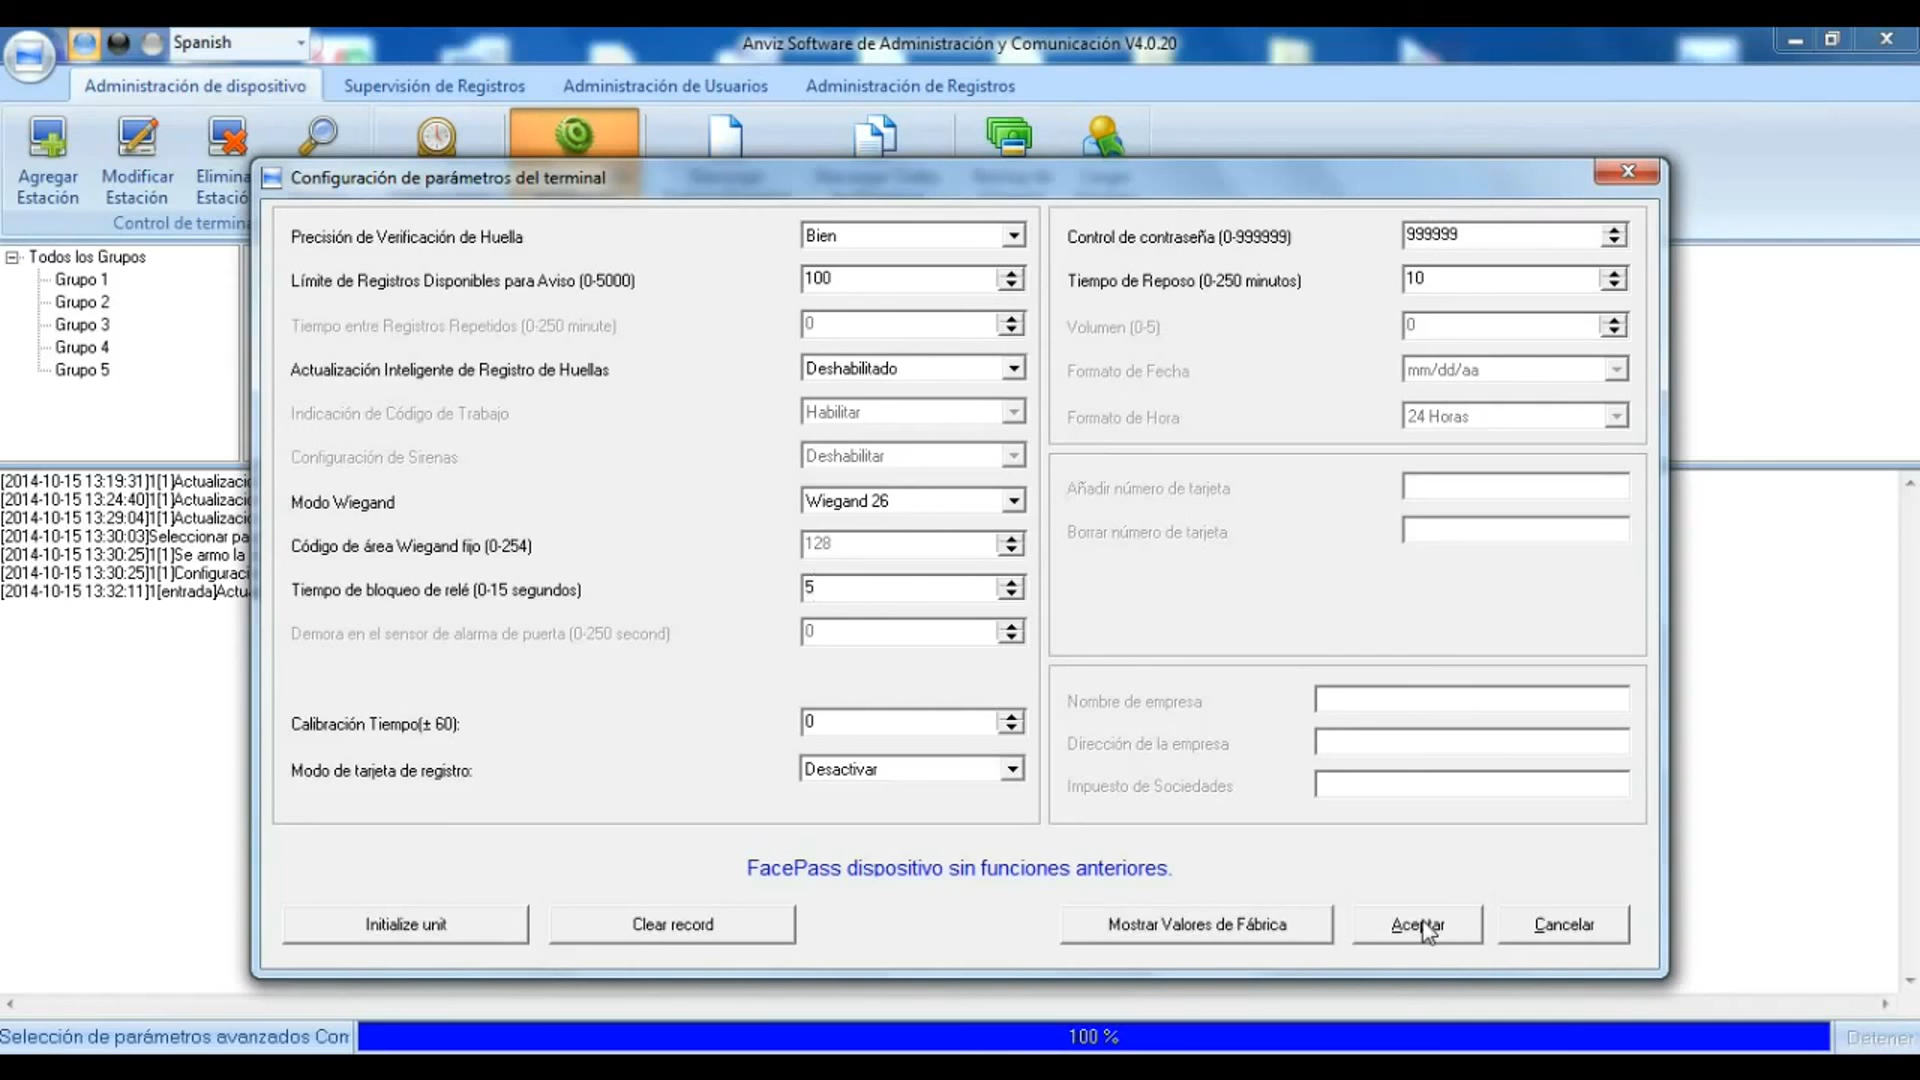 Spanish
Anviz Software de Administración y Comunicación V4.0.20
Administración de dispositivo
Supervisión de Registros
Administración de Usuarios
Administración de Registros
Agregar
Estación
Modificar
Estación
Elimina
Estació
Control de termina
Todos los Grupos
Grupo 1
Grupo 2
Grupo 3
Grupo 4
Grupo 5
[2014-10-15 13:19:31]1[1]Actualizació
[2014-10-15 13:24:40]1[1]Actualizació
[2014-10-15 13:29:04]1[1]Actualizació
[2014-10-15 13:30:03]Seleccionar pa
[2014-10-15 13:30:25]1[1]Se armo la
[2014-10-15 13:30:25]1[1]Configuraci
[2014-10-15 13:32:11]1[entrada]Actu
Configuración de parámetros del terminal
Precisión de Verificación de Huella Bien
Límite de Registros Disponibles para Aviso (0-5000) 100
Tiempo entre Registros Repetidos (0-250 minute) 0
Actualización Inteligente de Registro de Huellas Deshabilitado
Indicación de Código de Trabajo Habilitar
Configuración de Sirenas Deshabilitar
Modo Wiegand Wiegand 26
Código de área Wiegand fijo (0-254) 128
Tiempo de bloqueo de relé (0-15 segundos) 5
Demora en el sensor de alarma de puerta (0-250 second) 0
Calibración Tiempo(± 60): 0
Modo de tarjeta de registro: Desactivar
Control de contraseña (0-999999) 999999
Tiempo de Reposo (0-250 minutos) 10
Volumen (0-5) 0
Formato de Fecha mm/dd/aa
Formato de Hora 24 Horas
Añadir número de tarjeta
Borrar número de tarjeta
Nombre de empresa
Dirección de la empresa
Impuesto de Sociedades
FacePass dispositivo sin funciones anteriores.
Initialize unit
Clear record
Mostrar Valores de Fábrica
Aceptar
Cancelar
Selección de parámetros avanzados Con
100 %
Detener